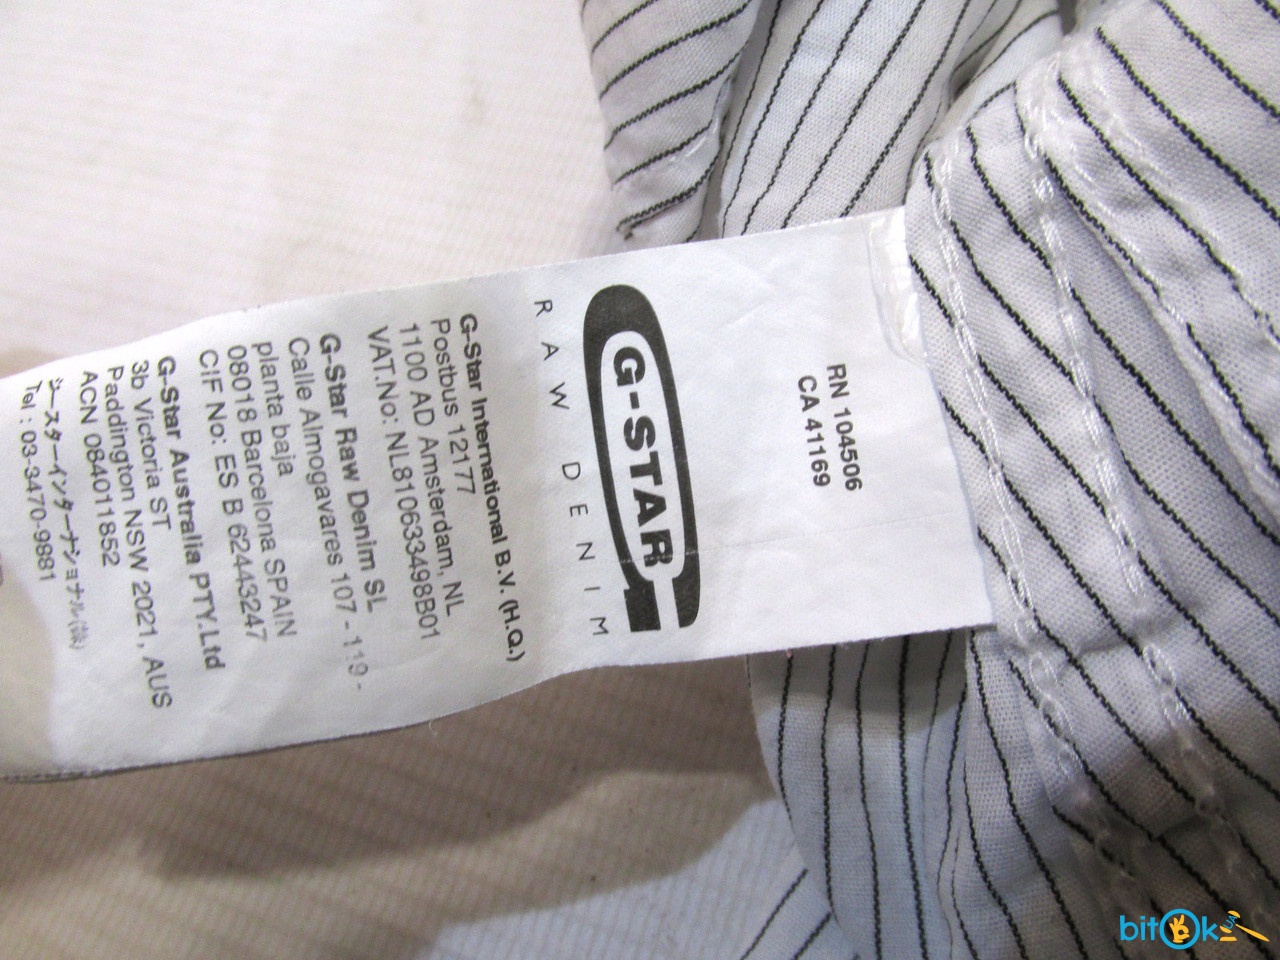 RN 104506
CA 41169
G-STAR
RAW DENIM
G-Star International B.V. (H.Q.)
Postbus 12177
1100 AD Amsterdam, NL
VAT.No: NL810633498B01
G-Star Raw Denim SL
Calle Almogavares 107 - 119 -
planta baja
08018 Barcelona SPAIN
CIF No: ES B 62443247
G-Star Australia PTY.Ltd
3b Victoria ST
Paddington NSW 2021, AUS
ACN 08401 1852
ジースターインターナショナル(株)
Tel : 03-3470-9881
bitOk
UA